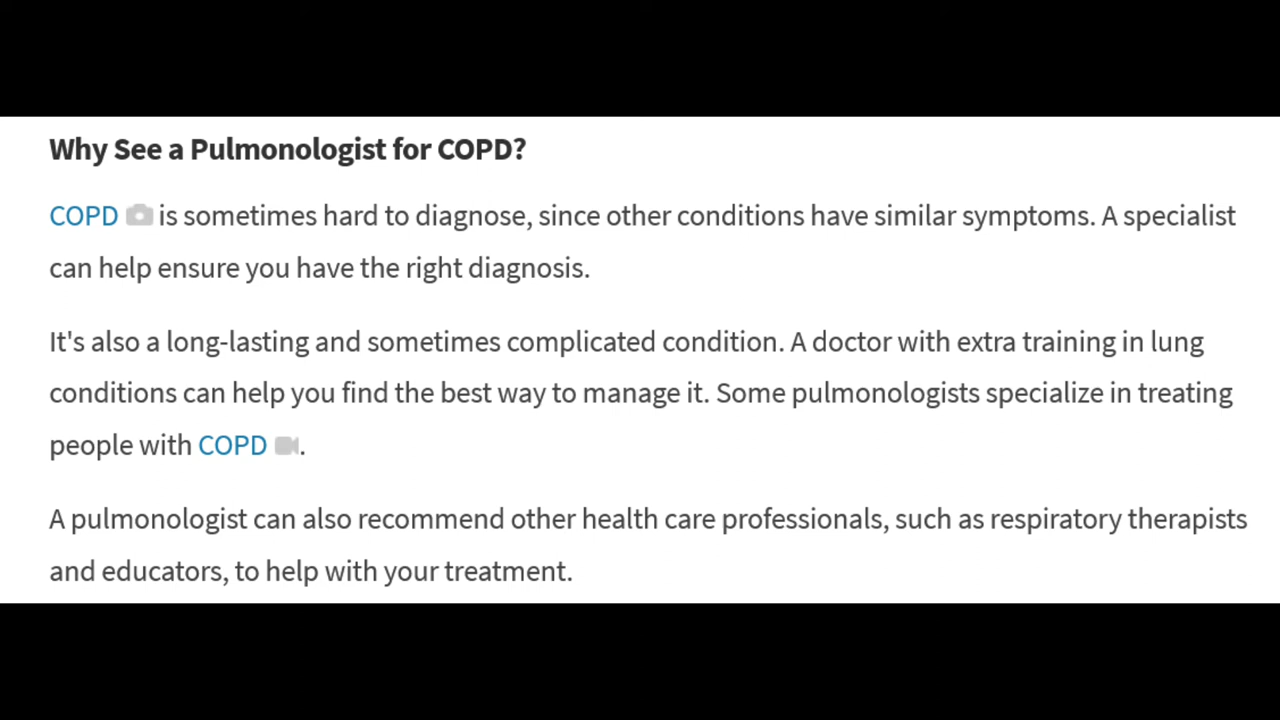 Why See a Pulmonologist for COPD?
COPD is sometimes hard to diagnose, since other conditions have similar symptoms. A specialist
can help ensure you have the right diagnosis.
It's also a long-lasting and sometimes complicated condition. A doctor with extra training in lung
conditions can help you find the best way to manage it. Some pulmonologists specialize in treating
people with COPD.
A pulmonologist can also recommend other health care professionals, such as respiratory therapists
and educators, to help with your treatment.